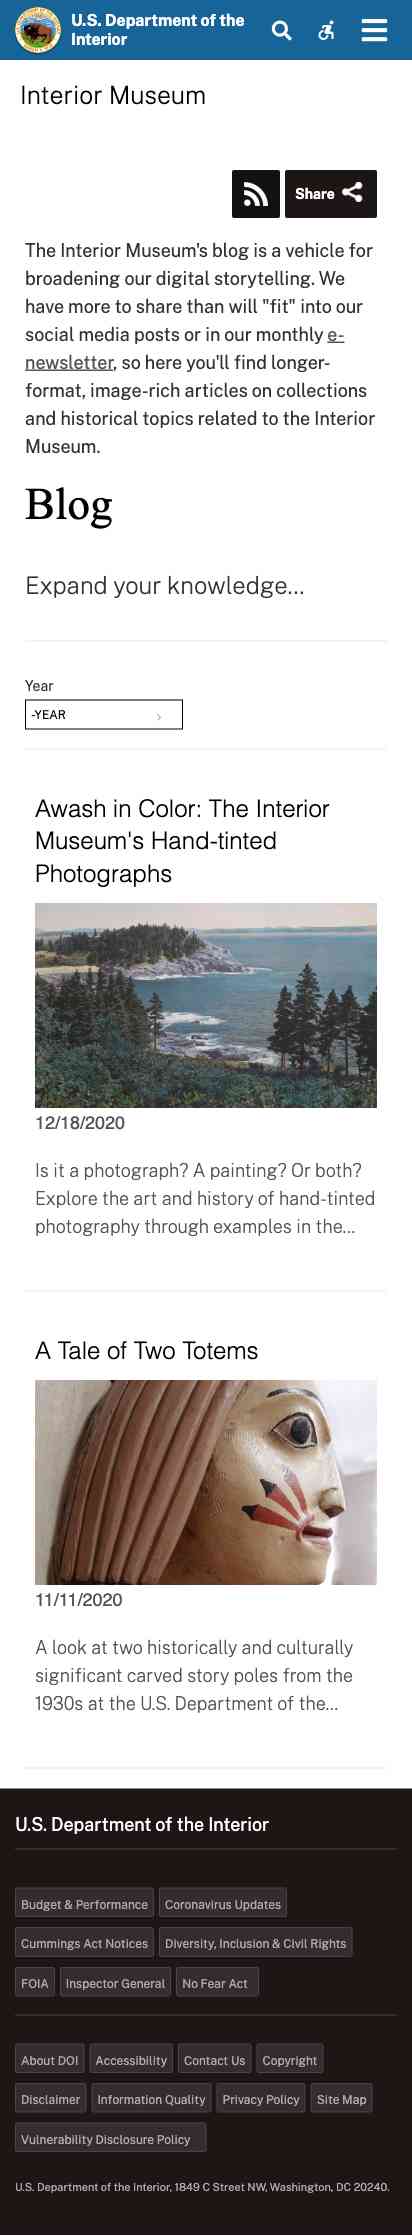 U.S. Department of the
Interior
Interior Museum
Share
The Interior Museum's blog is a vehicle for
broadening our digital storytelling. We
have more to share than will "fit" into our
social media posts or in our monthly e-
newsletter, so here you'll find longer-
format, image-rich articles on collections
and historical topics related to the Interior
Museum.
Blog
Expand your knowledge...
Year
-YEAR
Awash in Color: The Interior
Museum's Hand-tinted
Photographs
12/18/2020
Is it a photograph? A painting? Or both?
Explore the art and history of hand-tinted
photography through examples in the...
A Tale of Two Totems
11/11/2020
A look at two historically and culturally
significant carved story poles from the
1930s at the U.S. Department of the...
U.S. Department of the Interior
Budget & Performance Coronavirus Updates
Cummings Act Notices Diversity, Inclusion & Civil Rights
FOIA Inspector General No Fear Act
About DOI Accessibility Contact Us Copyright
Disclaimer Information Quality Privacy Policy Site Map
Vulnerability Disclosure Policy
U.S. Department of the Interior, 1849 C Street NW, Washington, DC 20240.